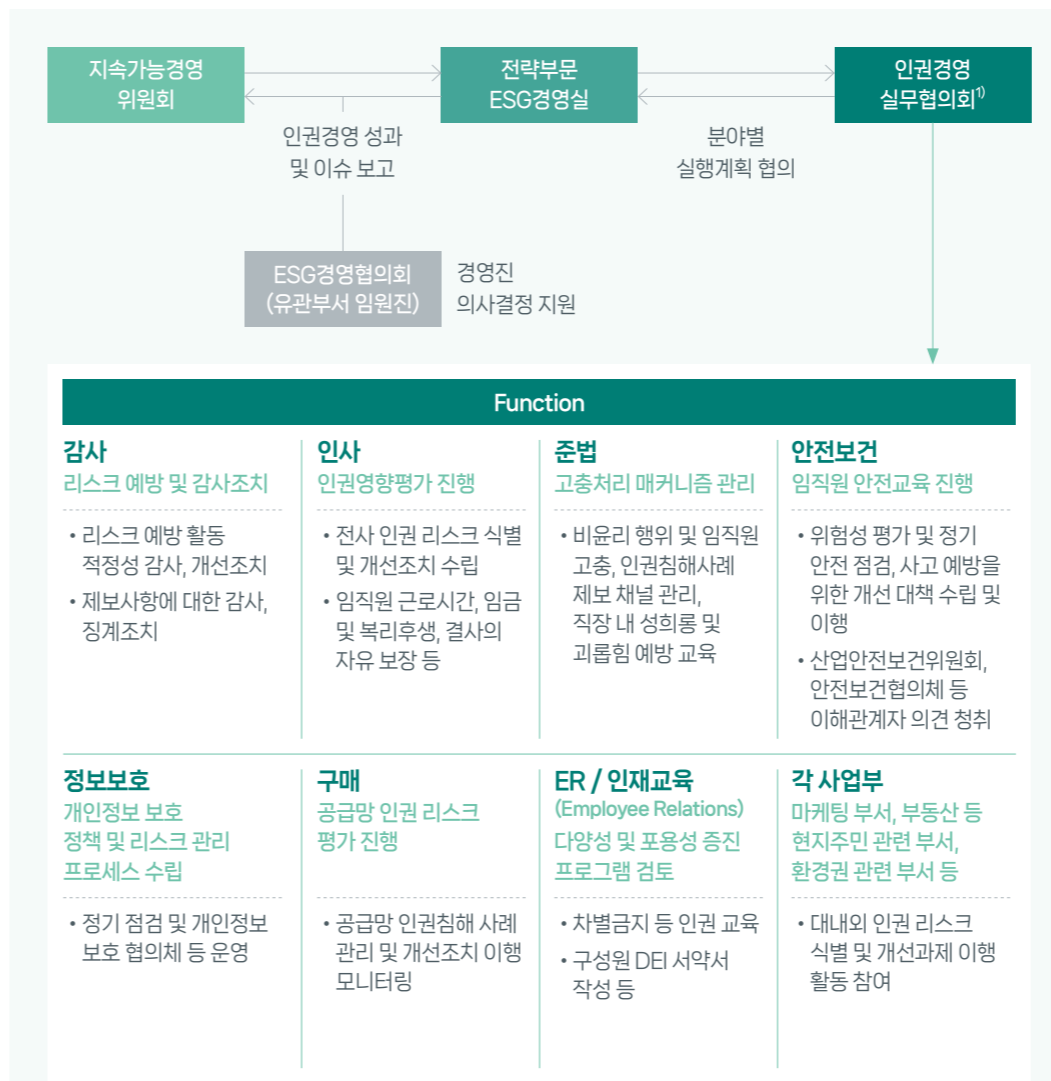 지속가능경영
위원회
전략부문
ESG경영실
인권경영
실무협의회1)
인권경영 성과
및 이슈 보고
분야별
실행계획 협의
ESG경영협의회
(유관부서 임원진)
경영진
의사결정 지원
Function
감사
리스크 예방 및 감사조치
• 리스크 예방 활동
적정성 감사, 개선조치
• 제보사항에 대한 감사,
징계조치
인사
인권영향평가 진행
• 전사 인권 리스크 식별
및 개선조치 수립
• 임직원 근로시간, 임금
및 복리후생, 결사의
자유 보장 등
준법
고충처리 매커니즘 관리
• 비윤리 행위 및 임직원
고충, 인권침해사례
제보 채널 관리,
직장 내 성희롱 및
괴롭힘 예방 교육
안전보건
임직원 안전교육 진행
• 위험성 평가 및 정기
안전 점검, 사고 예방을
위한 개선 대책 수립 및
이행
• 산업안전보건위원회,
안전보건협의체 등
이해관계자 의견 청취
정보보호
개인정보 보호
정책 및 리스크 관리
프로세스 수립
• 정기 점검 및 개인정보
보호 협의체 등 운영
구매
공급망 인권 리스크
평가 진행
• 공급망 인권침해 사례
관리 및 개선조치 이행
모니터링
ER / 인재교육
(Employee Relations)
다양성 및 포용성 증진
프로그램 검토
• 차별금지 등 인권 교육
• 구성원 DEI 서약서
작성 등
각 사업부
마케팅 부서, 부동산 등
현지주민 관련 부서,
환경권 관련 부서 등
• 대내외 인권 리스크
식별 및 개선과제 이행
활동 참여